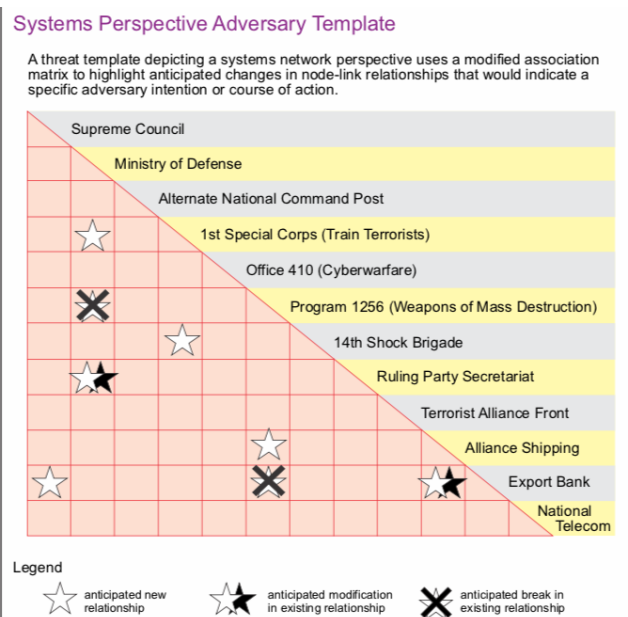 Systems Perspective Adversary Template
A threat template depicting a systems network perspective uses a modified association
matrix to highlight anticipated changes in node-link relationships that would indicate a
specific adversary intention or course of action.
Supreme Council
Ministry of Defense
Alternate National Command Post
1st Special Corps (Train Terrorists)
Office 410 (Cyberwarfare)
Program 1256 (Weapons of Mass Destruction)
14th Shock Brigade
Ruling Party Secretariat
Terrorist Alliance Front
Alliance Shipping
Export Bank
National
Telecom
Legend
anticipated new
relationship
anticipated modification
in existing relationship
anticipated break in
existing relationship